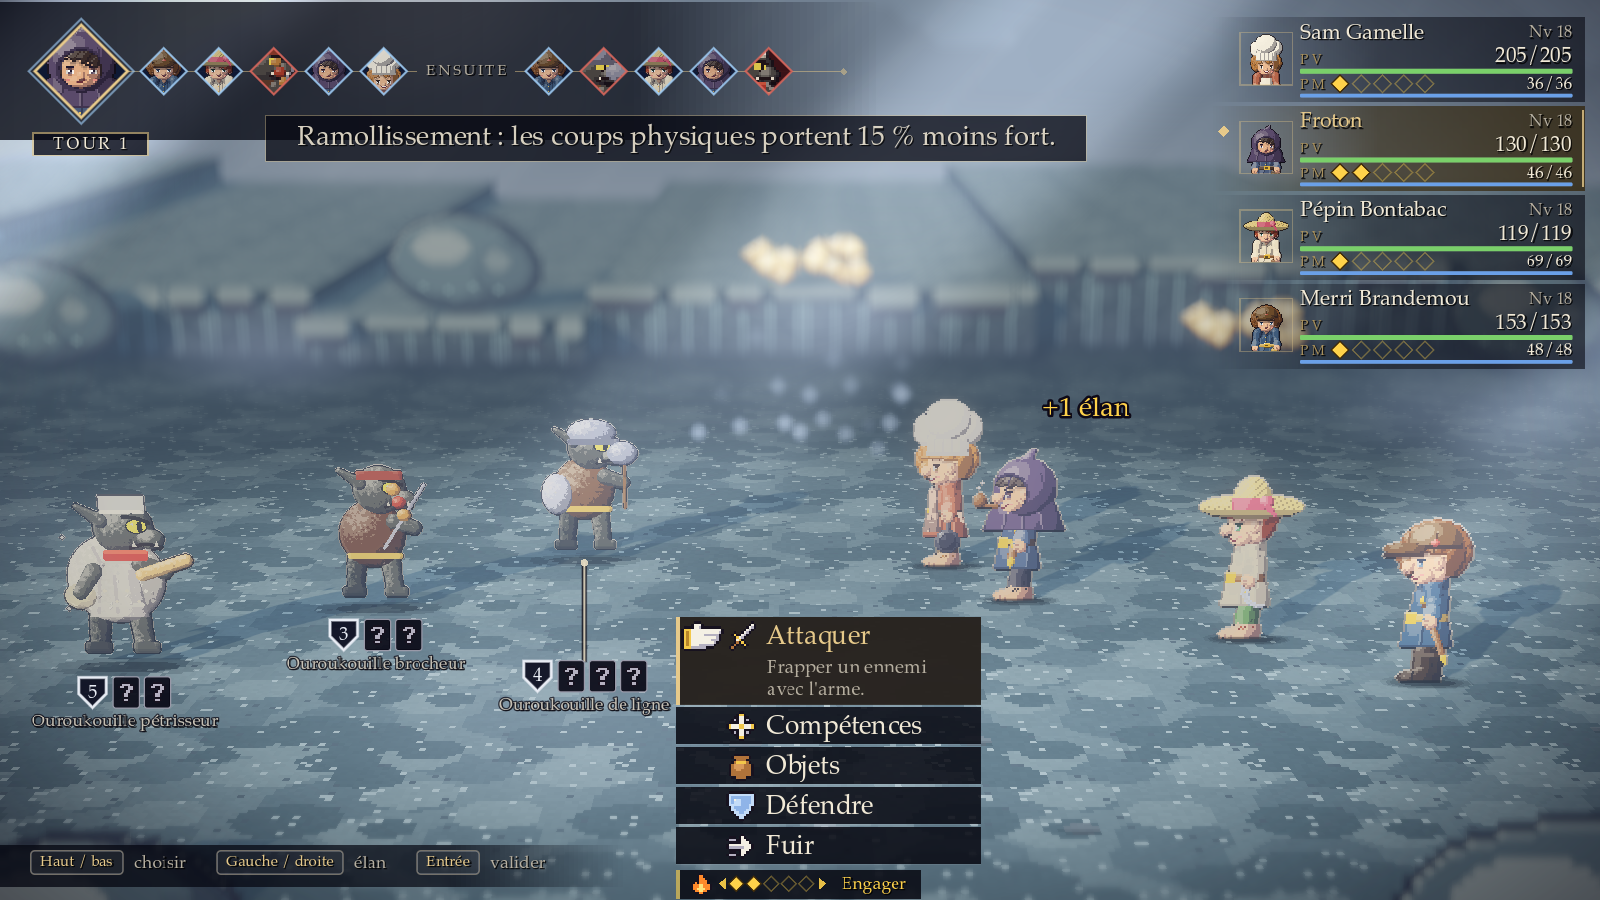 ENSUITE
TOUR 1
Ramollissement : les coups physiques portent 15 % moins fort.
Sam Gamelle Nv 18
PV 205/205
PM 36/36
Froton Nv 18
PV 130/130
PM 46/46
Pépin Bontabac Nv 18
PV 119/119
PM 69/69
Merri Brandemou Nv 18
PV 153/153
PM 48/48
+1 élan
3 ? ?
Ouroukouille brocheur
4 ? ? ?
Ouroukouille de ligne
5 ? ?
Ouroukouille pétrisseur
Attaquer
Frapper un ennemi
avec l'arme.
Compétences
Objets
Défendre
Fuir
Engager
Haut / bas choisir Gauche / droite élan Entrée valider